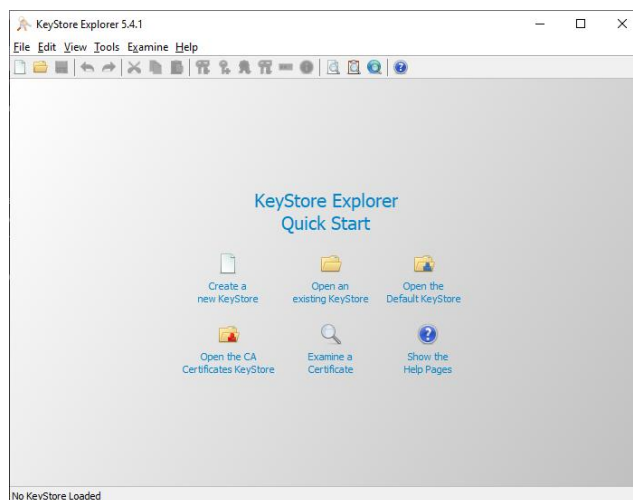 KeyStore Explorer 5.4.1
File Edit View Tools Examine Help
KeyStore Explorer
Quick Start
Create a
new KeyStore
Open an
existing KeyStore
Open the
Default KeyStore
Open the CA
Certificates KeyStore
Examine a
Certificate
Show the
Help Pages
No KeyStore Loaded